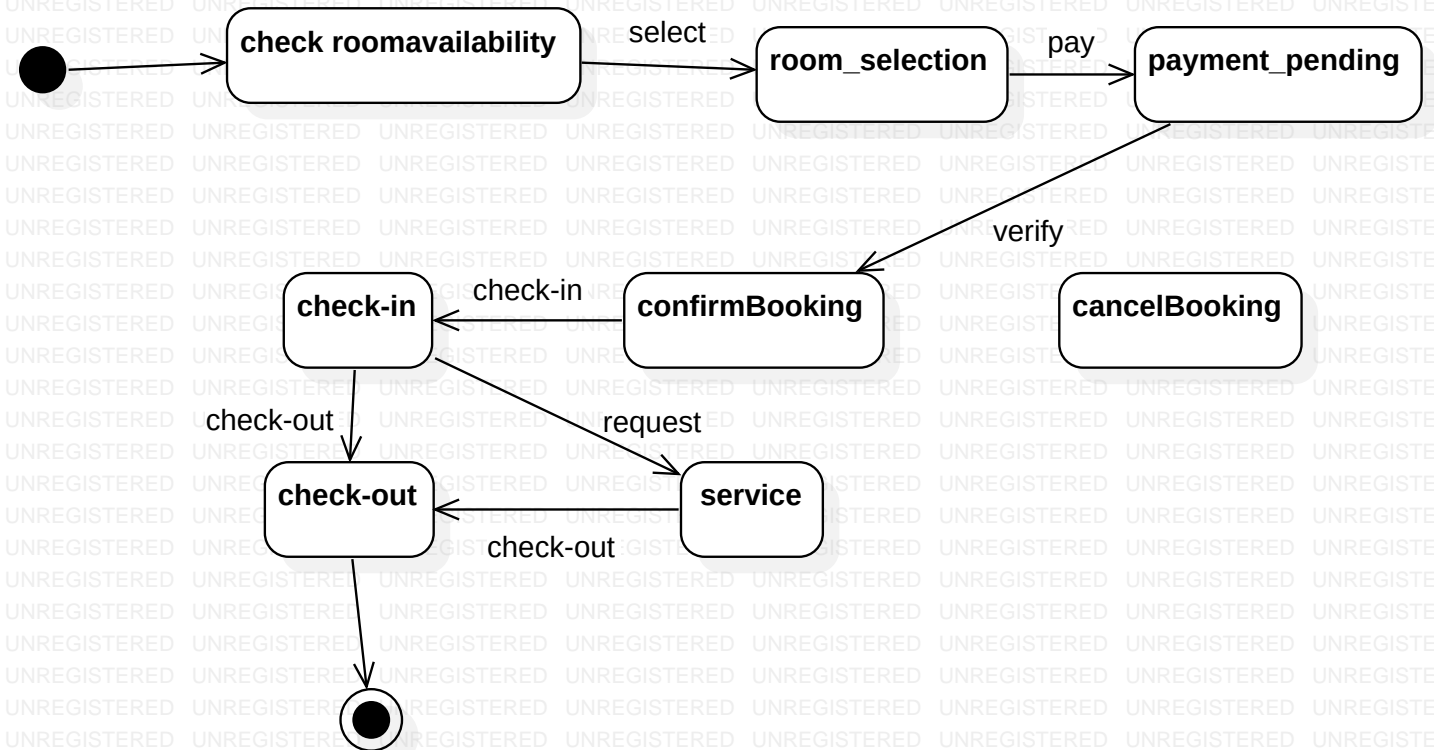 check roomavailability
select
room_selection
pay
payment_pending
verify
check-in
check-in
confirmBooking
cancelBooking
check-out
request
check-out
service
check-out
UNREGISTERED